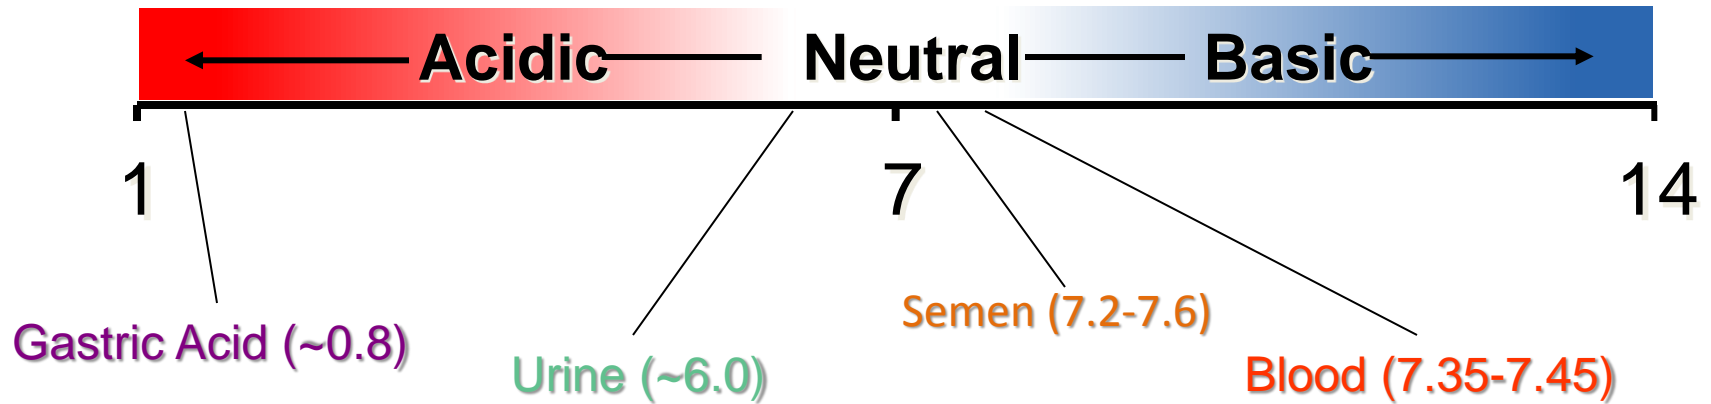 Acidic Neutral Basic
1 7 14
Semen (7.2-7.6)
Gastric Acid (~0.8)
Urine (~6.0)
Blood (7.35-7.45)